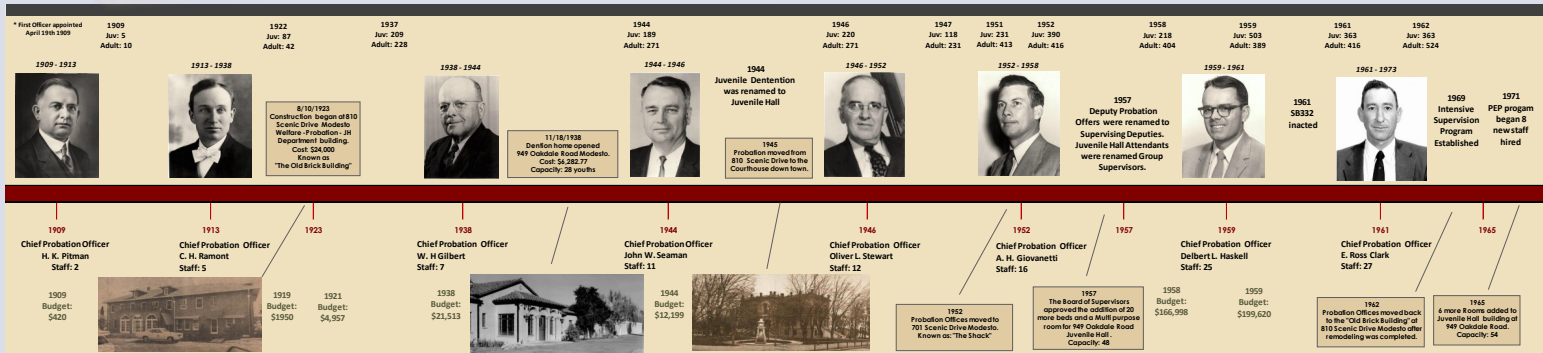 * First Officer appointed
April 19th 1909
1909
Juv: 5
Adult: 10
1922
Juv: 87
Adult: 42
1937
Juv: 209
Adult: 228
1944
Juv: 189
Adult: 271
1946
Juv: 220
Adult: 271
1947
Juv: 118
Adult: 231
1951
Juv: 231
Adult: 413
1952
Juv: 390
Adult: 416
1958
Juv: 218
Adult: 404
1959
Juv: 503
Adult: 389
1961
Juv: 363
Adult: 416
1962
Juv: 363
Adult: 524
1909 - 1913
1913 - 1938
8/10/1923
Construction began at 810
Scenic Drive Modesto
Welfare - Probation - JH
Department building.
Cost: $24,000
Known as
"The Old Brick Building"
1938 - 1944
11/18/1938
Dention home opened
949 Oakdale Road Modesto.
Cost: $6,282.77
Capacity: 28 youths
1944 - 1946
1944
Juvenile Dentention
was renamed to
Juvenile Hall
1945
Probation moved from
810 Scenic Drive to the
Courthouse down town.
1946 - 1952
1952 - 1958
1957
Deputy Probation
Offers were renamed to
Supervising Deputies.
Juvenile Hall Attendants
were renamed Group
Supervisors.
1959 - 1961
1961
SB332
inacted
1961 - 1973
1969
Intensive
Supervision
Program
Established
1971
PEP progam
began 8
new staff
hired
1909
Chief Probation Officer
H. K. Pitman
Staff: 2
1913
Chief Probation Officer
C. H. Ramont
Staff: 5
1923
1938
Chief Probation Officer
W. H Gilbert
Staff: 7
1944
Chief Probation Officer
John W. Seaman
Staff: 11
1946
Chief Probation Officer
Oliver L. Stewart
Staff: 12
1952
Chief Probation Officer
A. H. Giovanetti
Staff: 16
1957
1959
Chief Probation Officer
Delbert L. Haskell
Staff: 25
1961
Chief Probation Officer
E. Ross Clark
Staff: 27
1965
1909
Budget:
$420
1919
Budget:
$1950
1921
Budget:
$4,957
1938
Budget:
$21,513
1944
Budget:
$12,199
1952
Probation Offices moved to
701 Scenic Drive Modesto.
Known as: "The Shack"
1957
The Board of Supervisors
approved the addition of 20
more beds and a Multi purpose
room for 949 Oakdale Road
Juvenile Hall .
Capacity: 48
1958
Budget:
$166,998
1959
Budget:
$199,620
1962
Probation Offices moved back
to the "Old Brick Building" at
810 Scenic Drive Modesto after
remodeling was completed.
1965
6 more Rooms added to
Juvenile Hall building at
949 Oakdale Road.
Capacity: 54